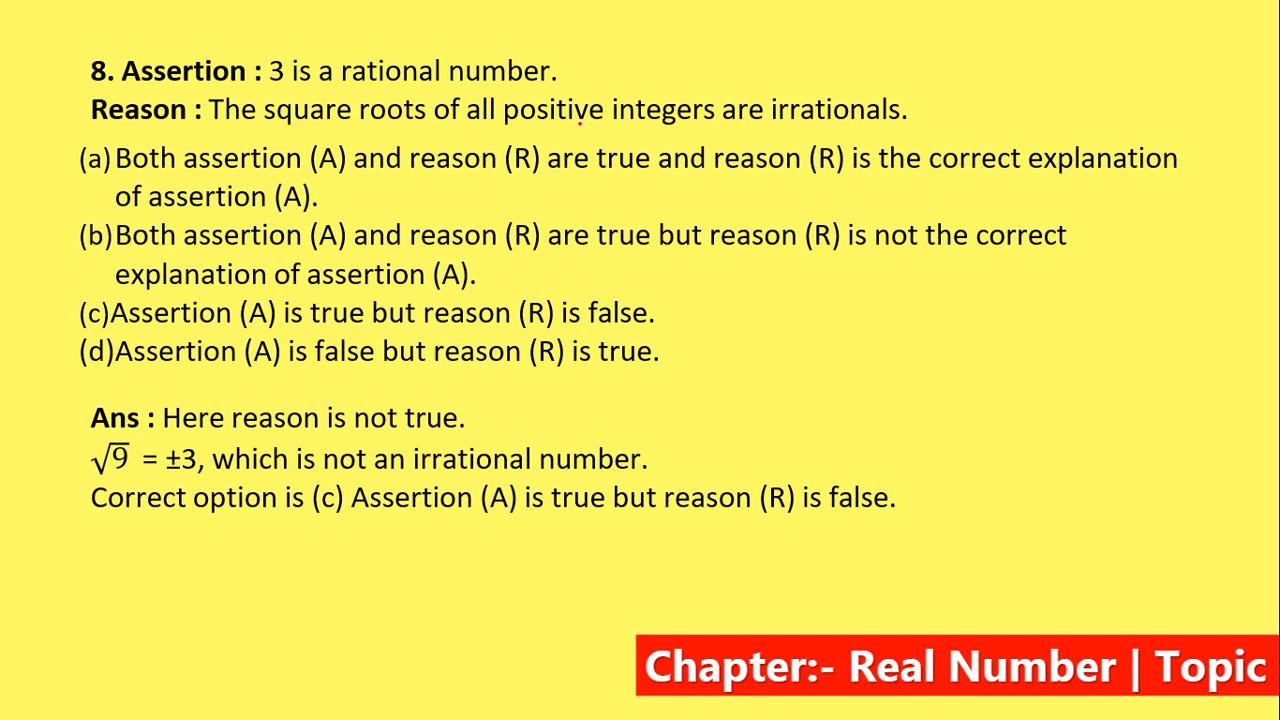 8. Assertion : 3 is a rational number.
Reason : The square roots of all positive integers are irrationals.
(a) Both assertion (A) and reason (R) are true and reason (R) is the correct explanation
of assertion (A).
(b) Both assertion (A) and reason (R) are true but reason (R) is not the correct
explanation of assertion (A).
(c) Assertion (A) is true but reason (R) is false.
(d) Assertion (A) is false but reason (R) is true.
Ans : Here reason is not true.
√9 = ±3, which is not an irrational number.
Correct option is (c) Assertion (A) is true but reason (R) is false.
Chapter:- Real Number | Topic